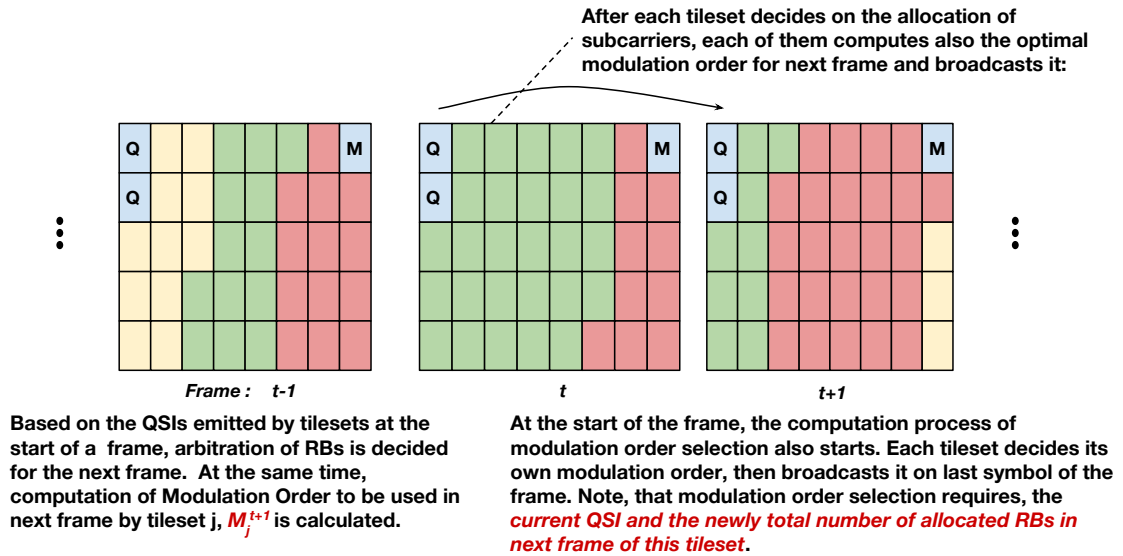 After each tileset decides on the allocation of
subcarriers, each of them computes also the optimal
modulation order for next frame and broadcasts it:
Q M Q M Q M
Q Q Q
Frame : t-1 t t+1
Based on the QSIs emitted by tilesets at the
start of a frame, arbitration of RBs is decided
for the next frame. At the same time,
computation of Modulation Order to be used in
next frame by tileset j, M_j^{t+1} is calculated.
At the start of the frame, the computation process of
modulation order selection also starts. Each tileset decides its
own modulation order, then broadcasts it on last symbol of the
frame. Note, that modulation order selection requires, the
current QSI and the newly total number of allocated RBs in
next frame of this tileset.